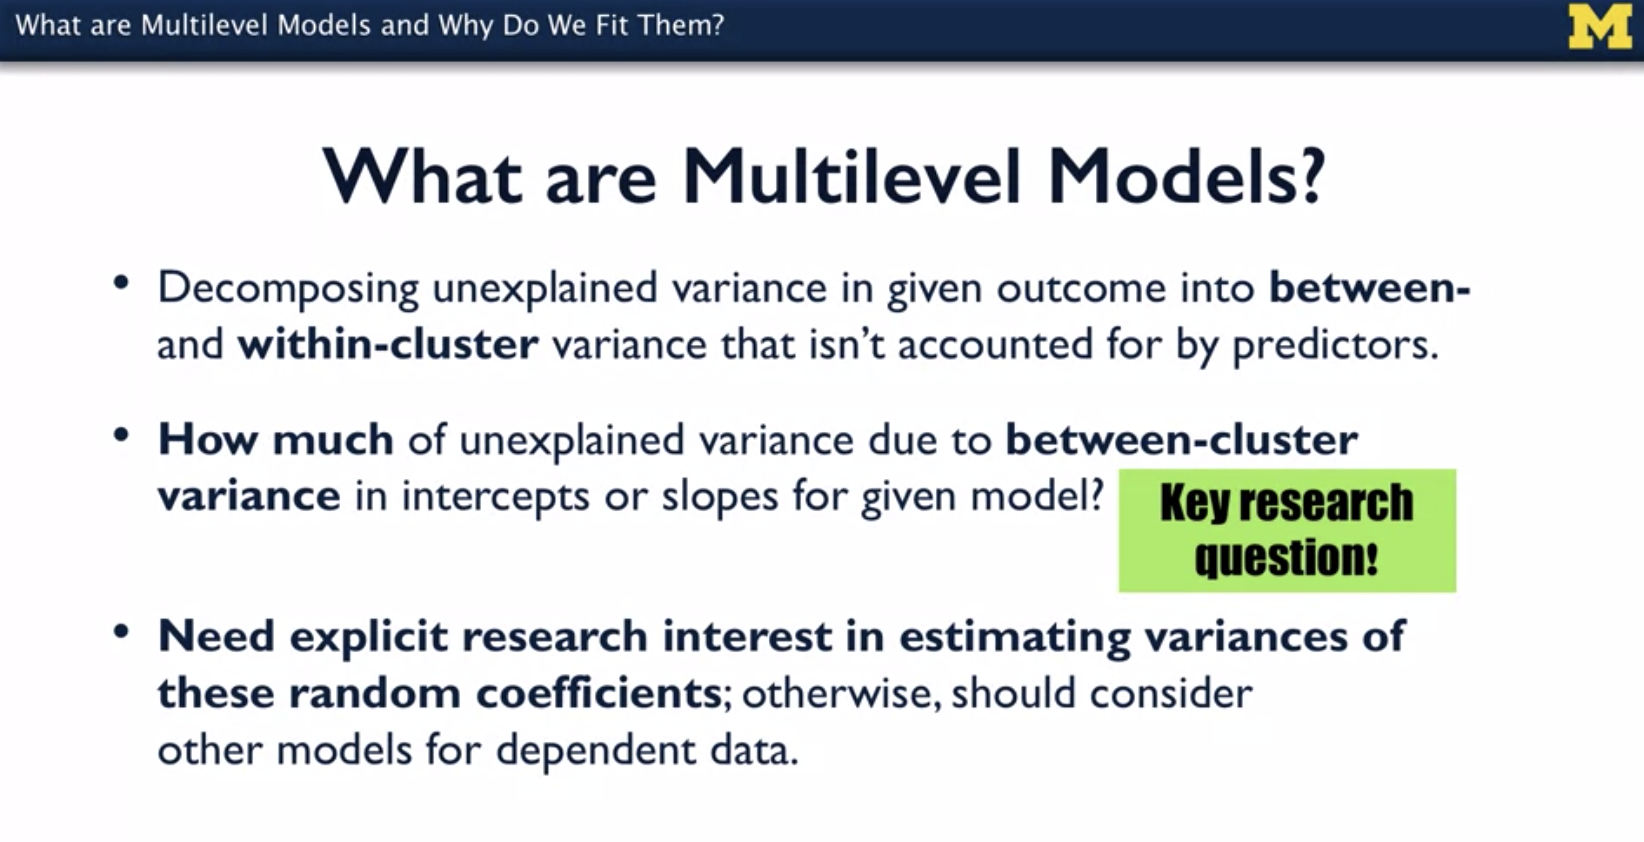 What are Multilevel Models and Why Do We Fit Them?
M
What are Multilevel Models?
• Decomposing unexplained variance in given outcome into between-
and within-cluster variance that isn’t accounted for by predictors.
• How much of unexplained variance due to between-cluster
variance in intercepts or slopes for given model?
Key research
question!
• Need explicit research interest in estimating variances of
these random coefficients; otherwise, should consider
other models for dependent data.